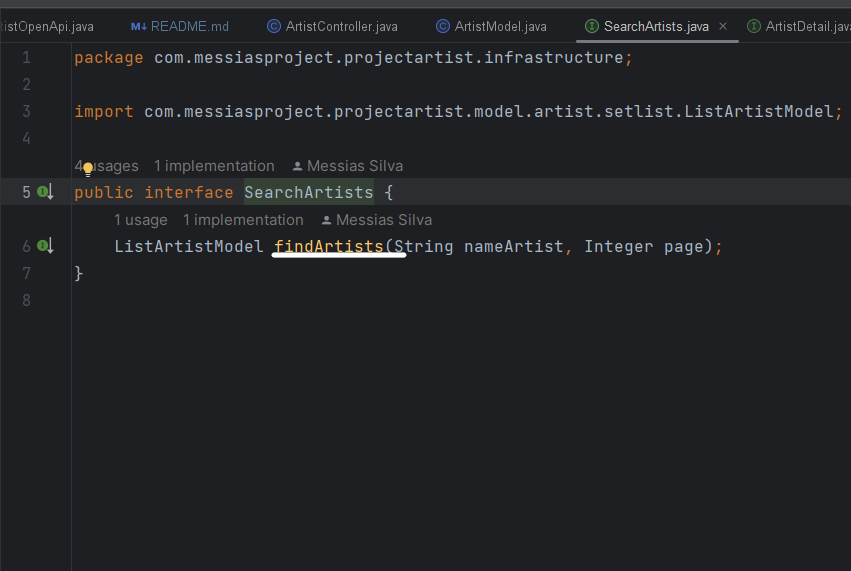 istOpenApi.java README.md ArtistController.java ArtistModel.java SearchArtists.java ArtistDetail.java
1 package com.messiasproject.projectartist.infrastructure;
2
3 import com.messiasproject.projectartist.model.artist.setlist.ListArtistModel;
4
4 usages 1 implementation Messias Silva
5 public interface SearchArtists {
1 usage 1 implementation Messias Silva
6 ListArtistModel findArtists(String nameArtist, Integer page);
7 }
8